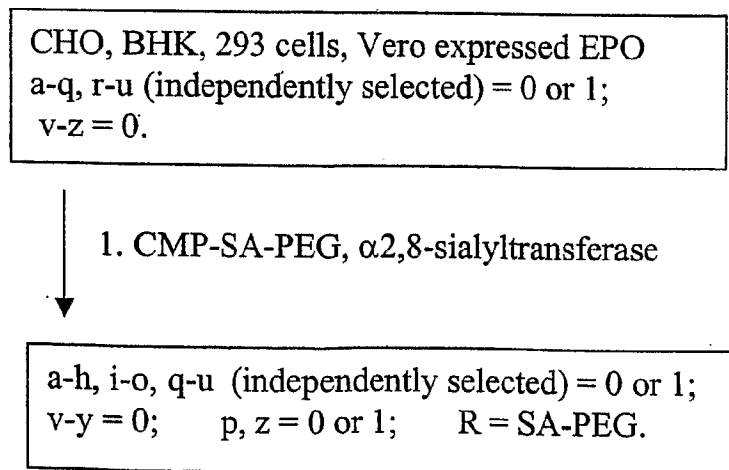 CHO, BHK, 293 cells, Vero expressed EPO
a-q, r-u (independently selected) = 0 or 1;
v-z = 0.
1. CMP-SA-PEG, α2,8-sialyltransferase
a-h, i-o, q-u (independently selected) = 0 or 1;
v-y = 0; p, z = 0 or 1; R = SA-PEG.